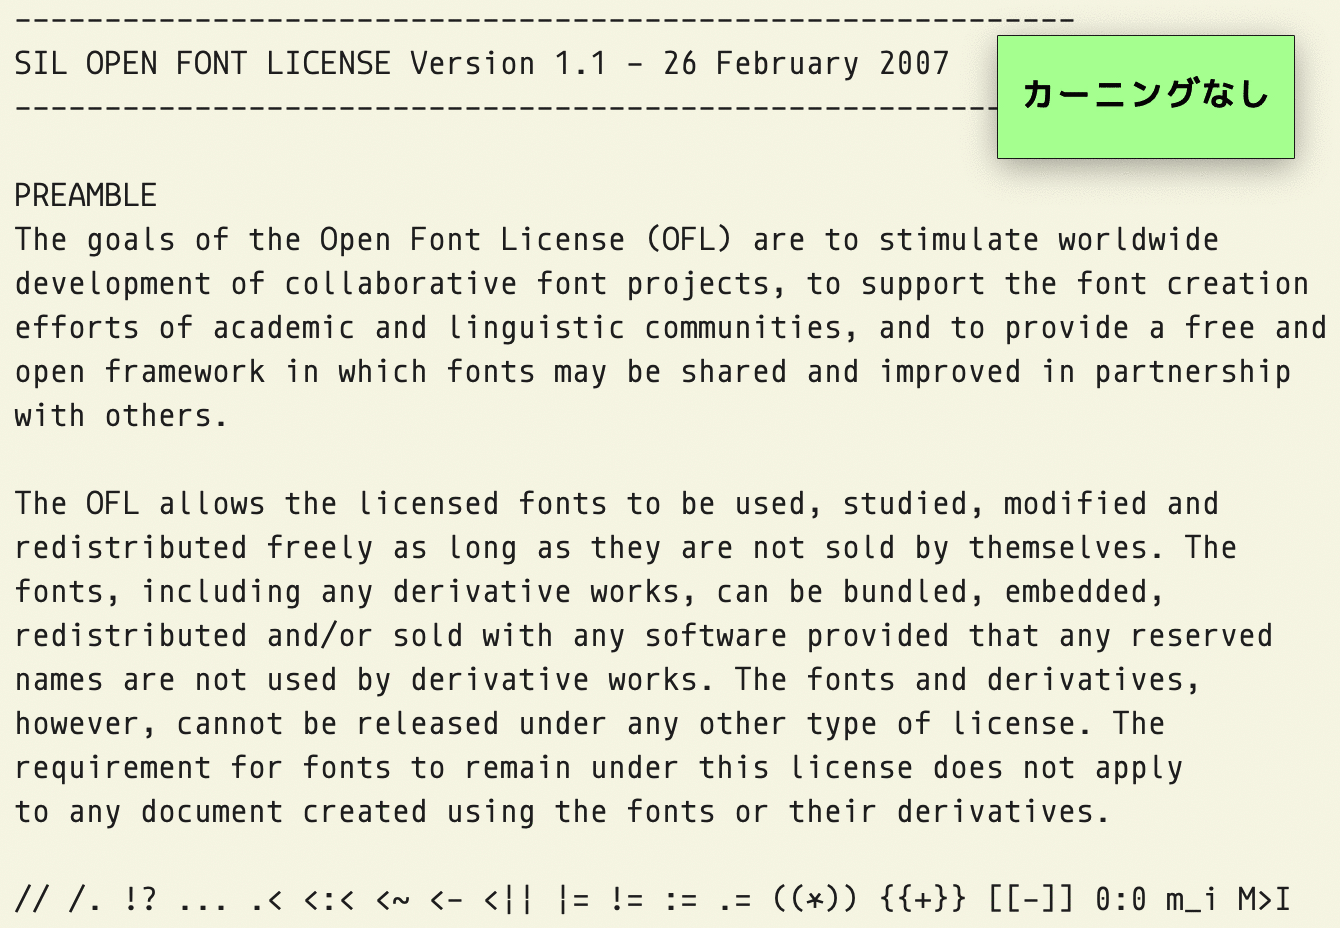 -----------------------------------------------------------
SIL OPEN FONT LICENSE Version 1.1 - 26 February 2007
-------------------------------------------------------
カーニングなし
PREAMBLE
The goals of the Open Font License (OFL) are to stimulate worldwide
development of collaborative font projects, to support the font creation
efforts of academic and linguistic communities, and to provide a free and
open framework in which fonts may be shared and improved in partnership
with others.
The OFL allows the licensed fonts to be used, studied, modified and
redistributed freely as long as they are not sold by themselves. The
fonts, including any derivative works, can be bundled, embedded,
redistributed and/or sold with any software provided that any reserved
names are not used by derivative works. The fonts and derivatives,
however, cannot be released under any other type of license. The
requirement for fonts to remain under this license does not apply
to any document created using the fonts or their derivatives.
// /. !? ... .< <:< <~ <- <|| |= != := .= ((*)) {{+}} [[-]] 0:0 m_i M>I